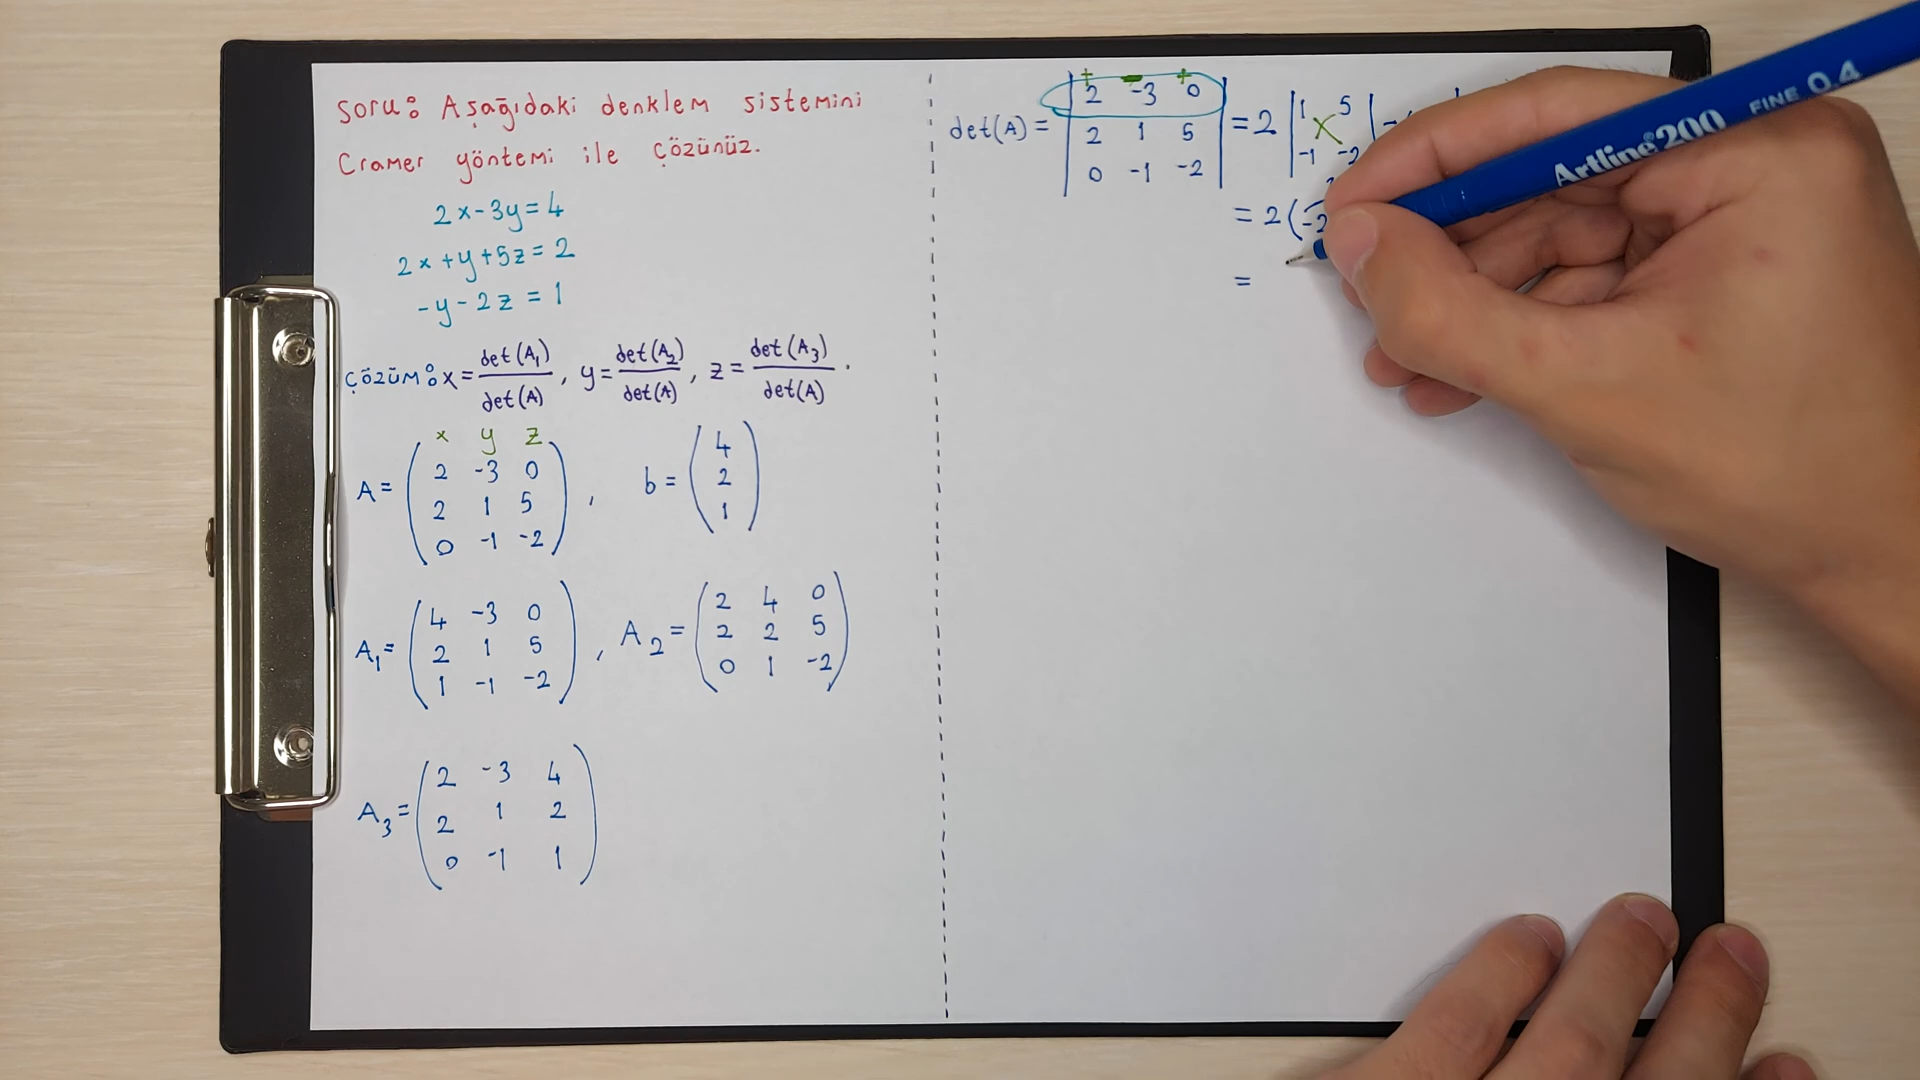 Soru: Aşağıdaki denklem sistemini
Cramer yöntemi ile çözünüz.
2x-3y=4
2x+y+5z=2
-y-2z=1
Çözüm: x=det(A₁)/det(A), y=det(A₂)/det(A), z=det(A₃)/det(A).
x y z
A= (2 -3 0
2 1 5
0 -1 -2),
b= (4
2
1)
A₁= (4 -3 0
2 1 5
1 -1 -2),
A₂= (2 4 0
2 2 5
0 1 -2)
A₃= (2 -3 4
2 1 2
0 -1 1)
+ - +
det(A)= |2 -3 0
2 1 5
0 -1 -2|
=2 |1 5
-1 -2| -
= 2(-2
=
Artline 200 FINE 0.4